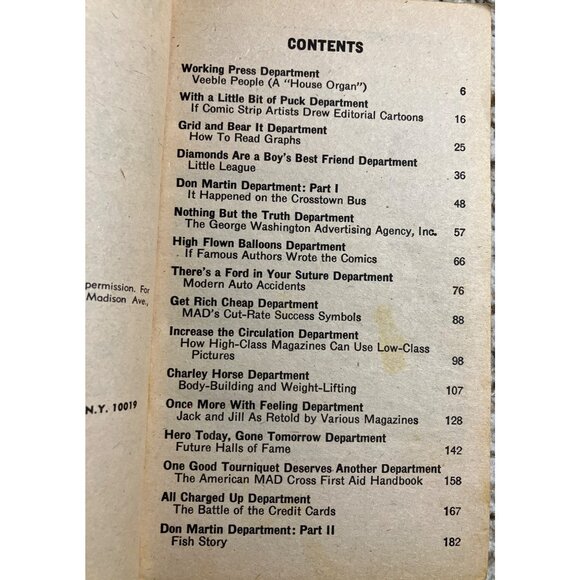 permission. For
Madison Ave.,
N.Y. 10019
CONTENTS
Working Press Department
Veeble People (A "House Organ") 6
With a Little Bit of Puck Department
If Comic Strip Artists Drew Editorial Cartoons 16
Grid and Bear It Department
How To Read Graphs 25
Diamonds Are a Boy's Best Friend Department
Little League 36
Don Martin Department: Part I
It Happened on the Crosstown Bus 48
Nothing But the Truth Department
The George Washington Advertising Agency, Inc. 57
High Flown Balloons Department
If Famous Authors Wrote the Comics 66
There's a Ford in Your Suture Department
Modern Auto Accidents 76
Get Rich Cheap Department
MAD's Cut-Rate Success Symbols 88
Increase the Circulation Department
How High-Class Magazines Can Use Low-Class
Pictures 98
Charley Horse Department
Body-Building and Weight-Lifting 107
Once More With Feeling Department
Jack and Jill As Retold by Various Magazines 128
Hero Today, Gone Tomorrow Department
Future Halls of Fame 142
One Good Tourniquet Deserves Another Department
The American MAD Cross First Aid Handbook 158
All Charged Up Department
The Battle of the Credit Cards 167
Don Martin Department: Part II
Fish Story 182